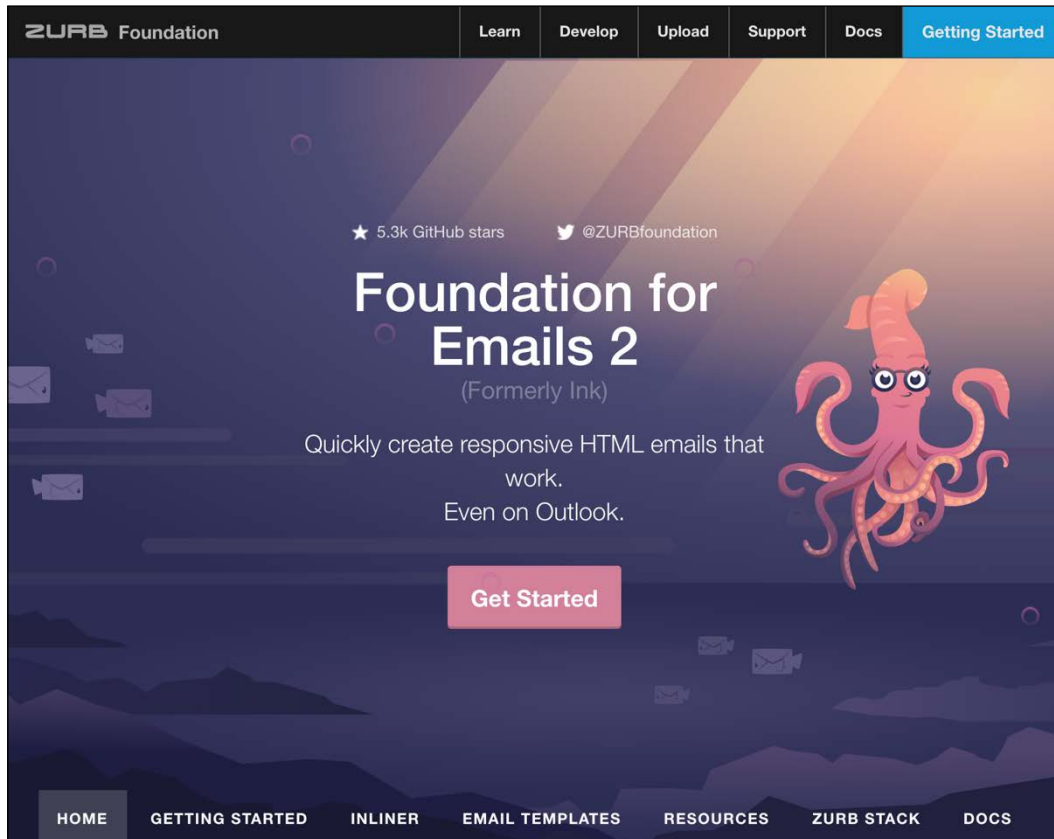 ZURB Foundation Learn Develop Upload Support Docs Getting Started
5.3k GitHub stars @ZURBfoundation
Foundation for
Emails 2
(Formerly Ink)
Quickly create responsive HTML emails that
work.
Even on Outlook.
Get Started
HOME GETTING STARTED INLINER EMAIL TEMPLATES RESOURCES ZURB STACK DOCS